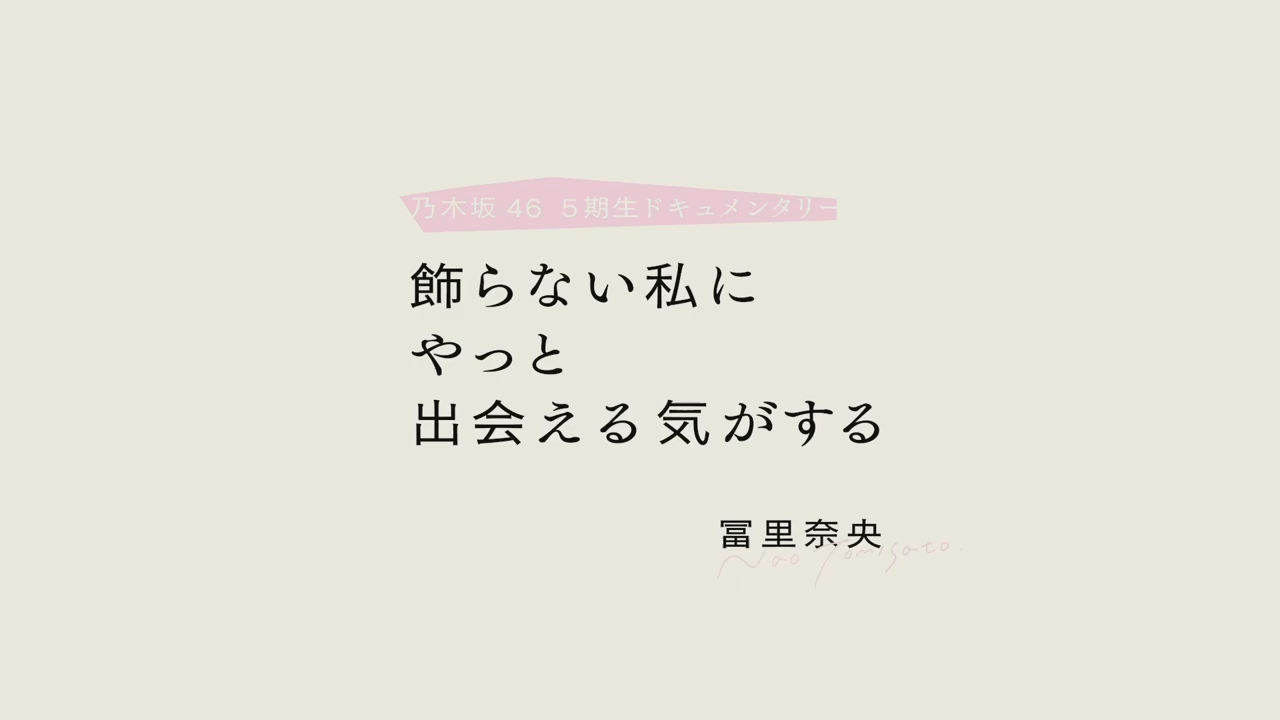 乃木坂46 5期生ドキュメンタリー
飾らない私に
やっと
出会える気がする
冨里奈央
Nao Tomisato.